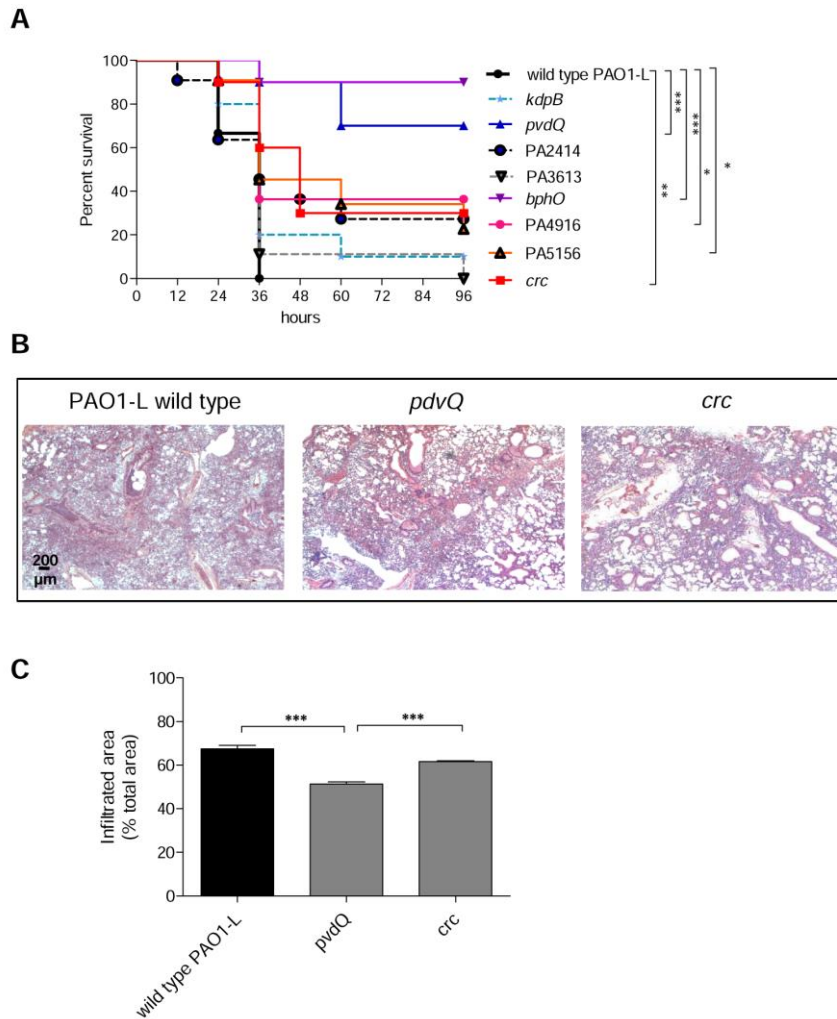 A
100
80
60
40
20
0
Percent survival
0 12 24 36 48 60 72 84 96
hours
wild type PAO1-L
kdpB
pvdQ
PA2414
PA3613
bphO
PA4916
PA5156
crc
**
***
***
***
*
*
B
PAO1-L wild type
pdvQ
crc
200
µm
C
100
80
60
40
20
0
Infiltrated area
(% total area)
***
***
wild type PAO1-L
pvdQ
crc